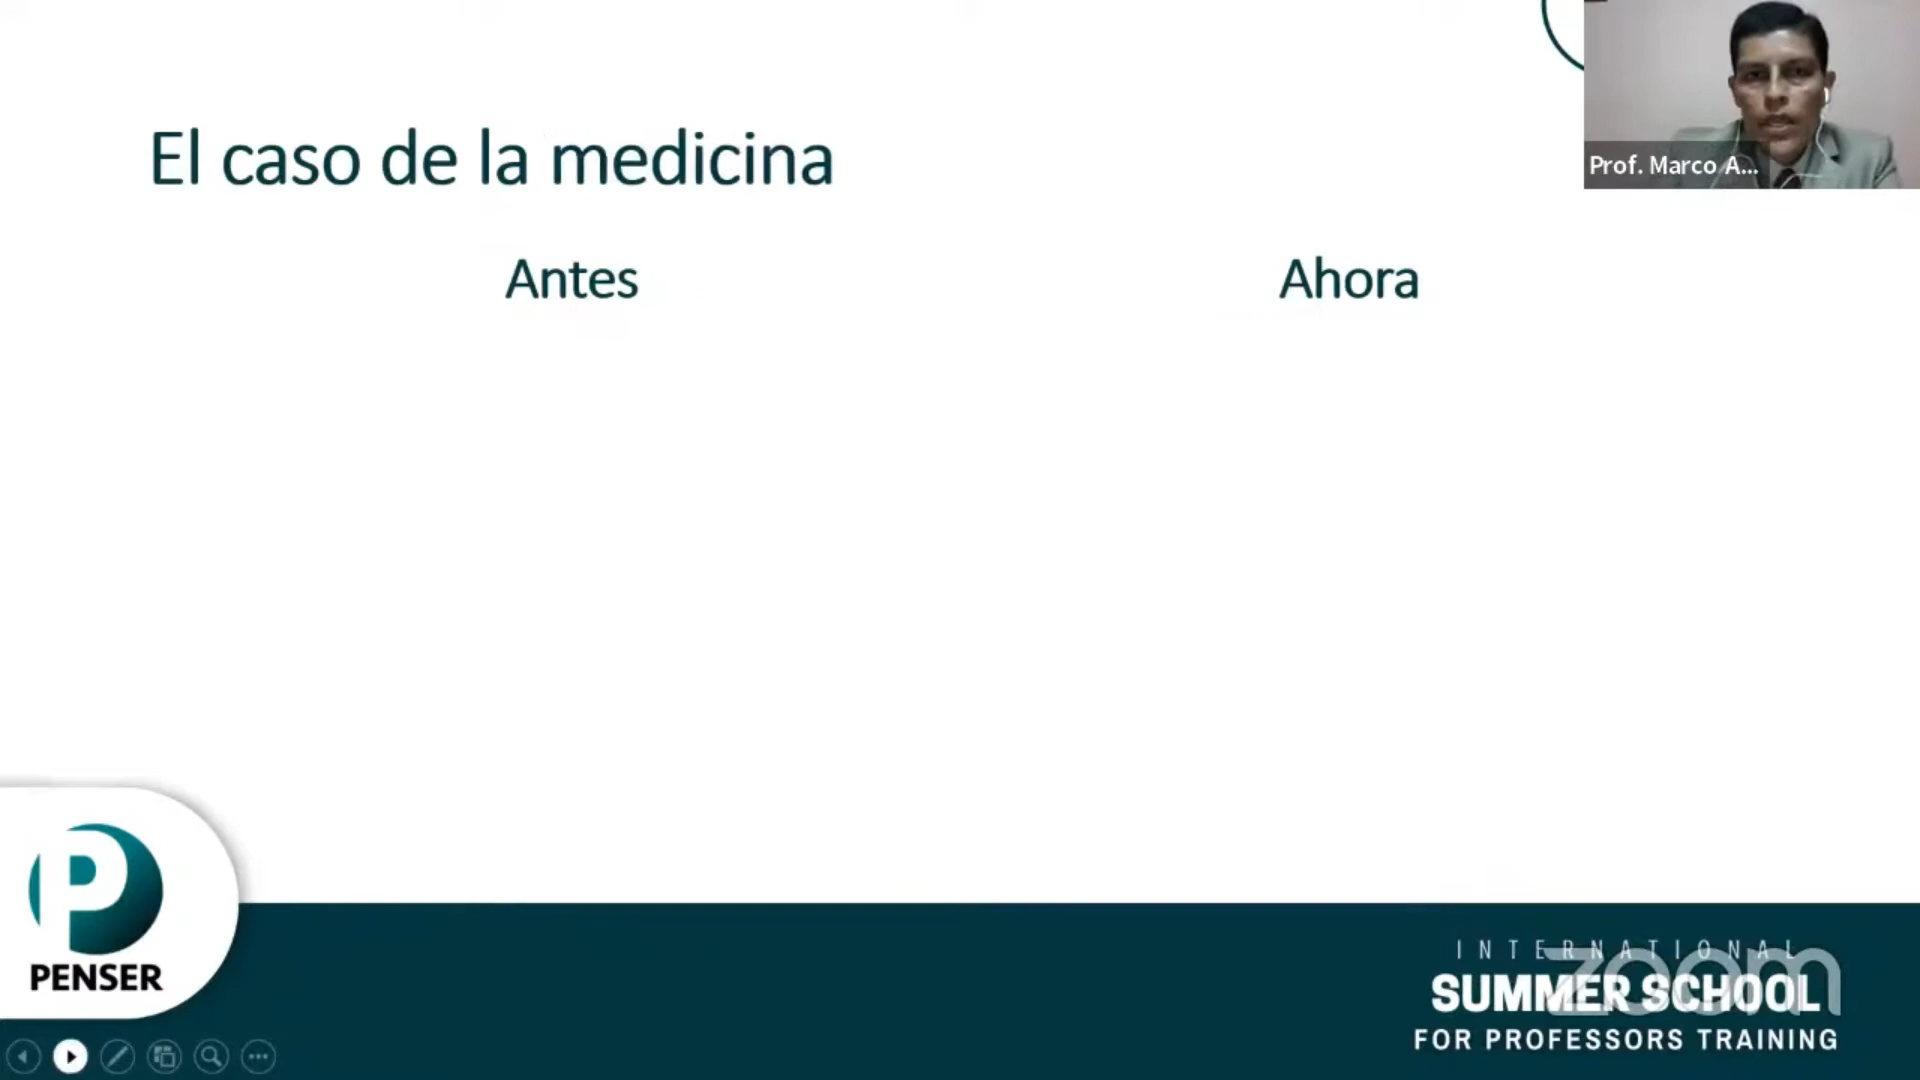 El caso de la medicina
Prof. Marco A...
Antes
Ahora
PENSER
INTERNATIONAL
SUMMER SCHOOL
FOR PROFESSORS TRAINING
zoom